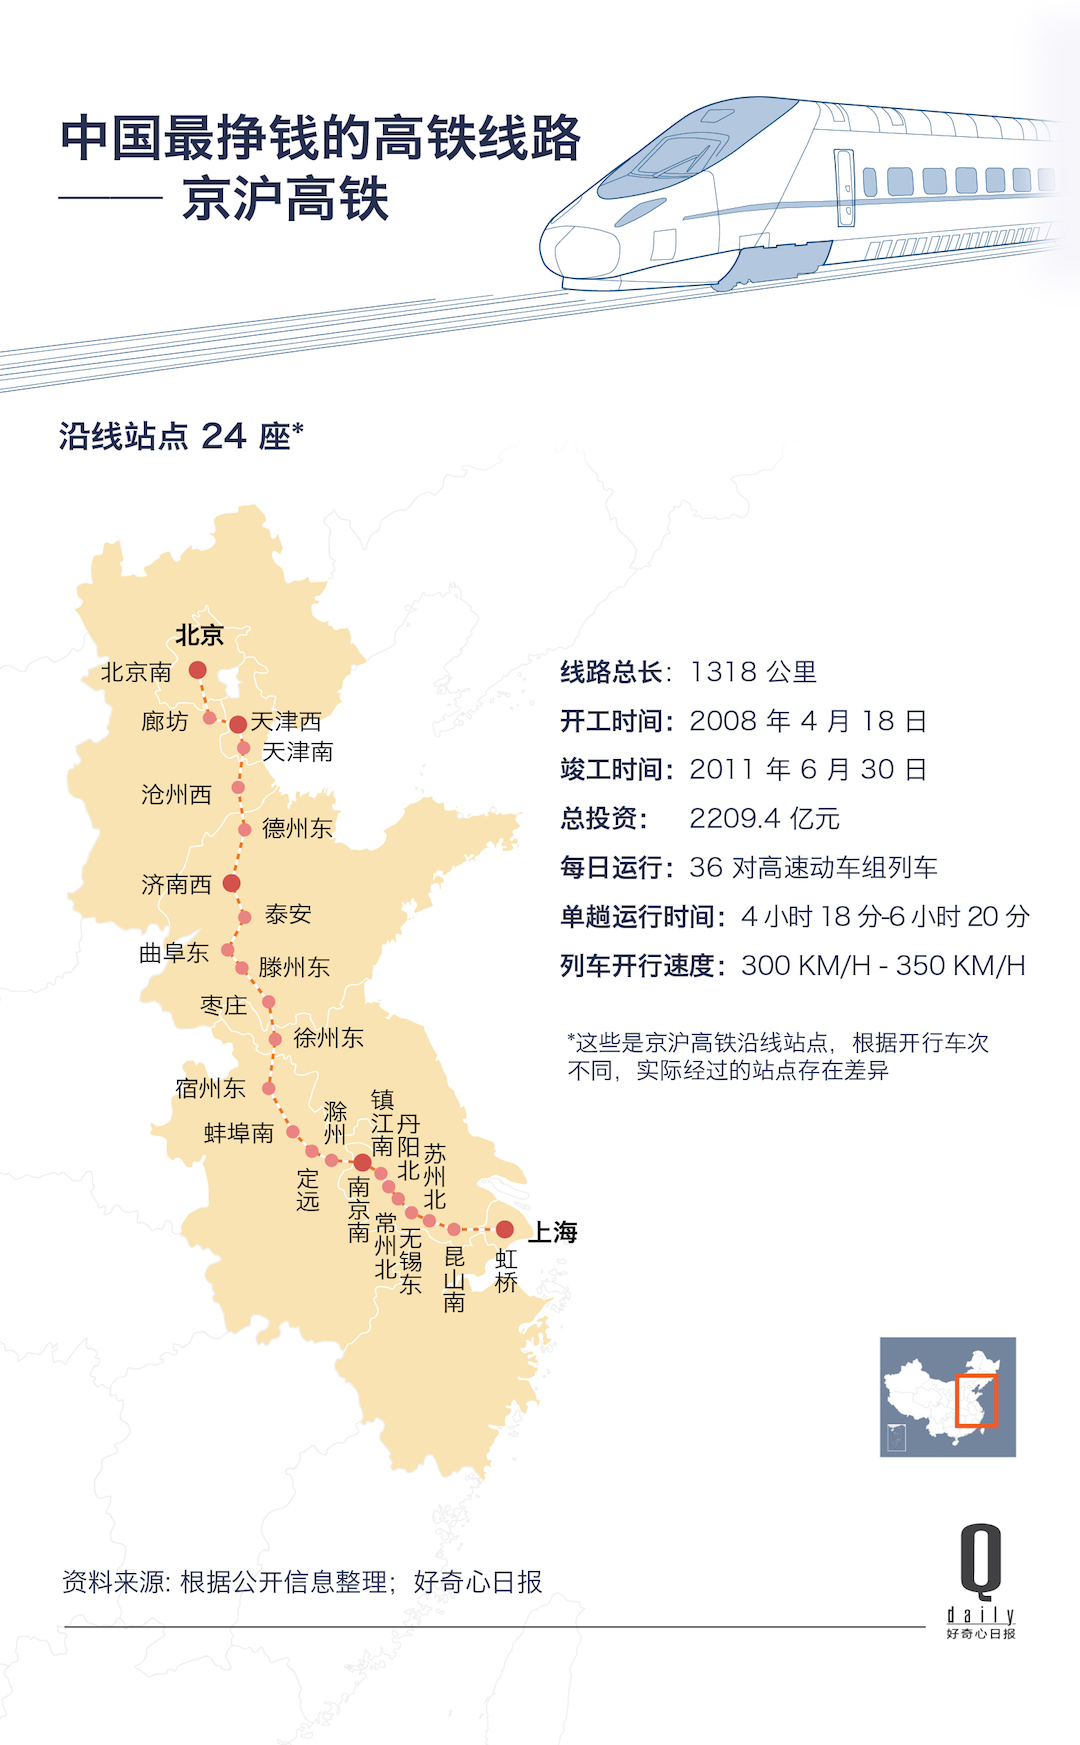 中国最挣钱的高铁线路
—— 京沪高铁
沿线站点 24 座*
北京
北京南
廊坊
天津西
天津南
沧州西
德州东
济南西
泰安
曲阜东
滕州东
枣庄
徐州东
宿州东
蚌埠南
定远
滁州
南京南
镇江南
丹阳北
常州北
无锡东
苏州北
昆山南
虹桥
上海
线路总长：1318 公里
开工时间：2008 年 4 月 18 日
竣工时间：2011 年 6 月 30 日
总投资： 2209.4 亿元
每日运行：36 对高速动车组列车
单趟运行时间：4 小时 18 分-6 小时 20 分
列车开行速度：300 KM/H - 350 KM/H
*这些是京沪高铁沿线站点，根据开行车次
不同，实际经过的站点存在差异
资料来源: 根据公开信息整理；好奇心日报
Q
daily
好奇心日报